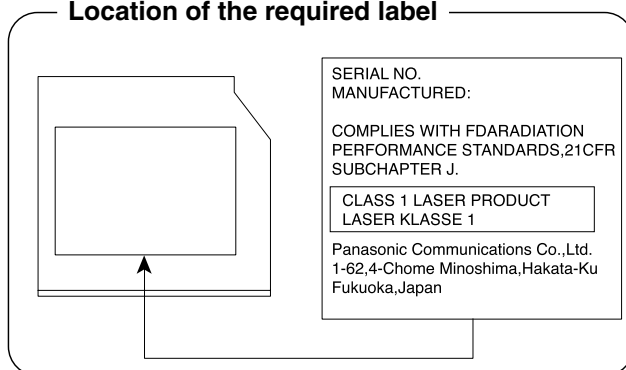 Location of the required label
SERIAL NO.
MANUFACTURED:
COMPLIES WITH FDARADIATION
PERFORMANCE STANDARDS,21CFR
SUBCHAPTER J.
CLASS 1 LASER PRODUCT
LASER KLASSE 1
Panasonic Communications Co.,Ltd.
1-62,4-Chome Minoshima,Hakata-Ku
Fukuoka,Japan